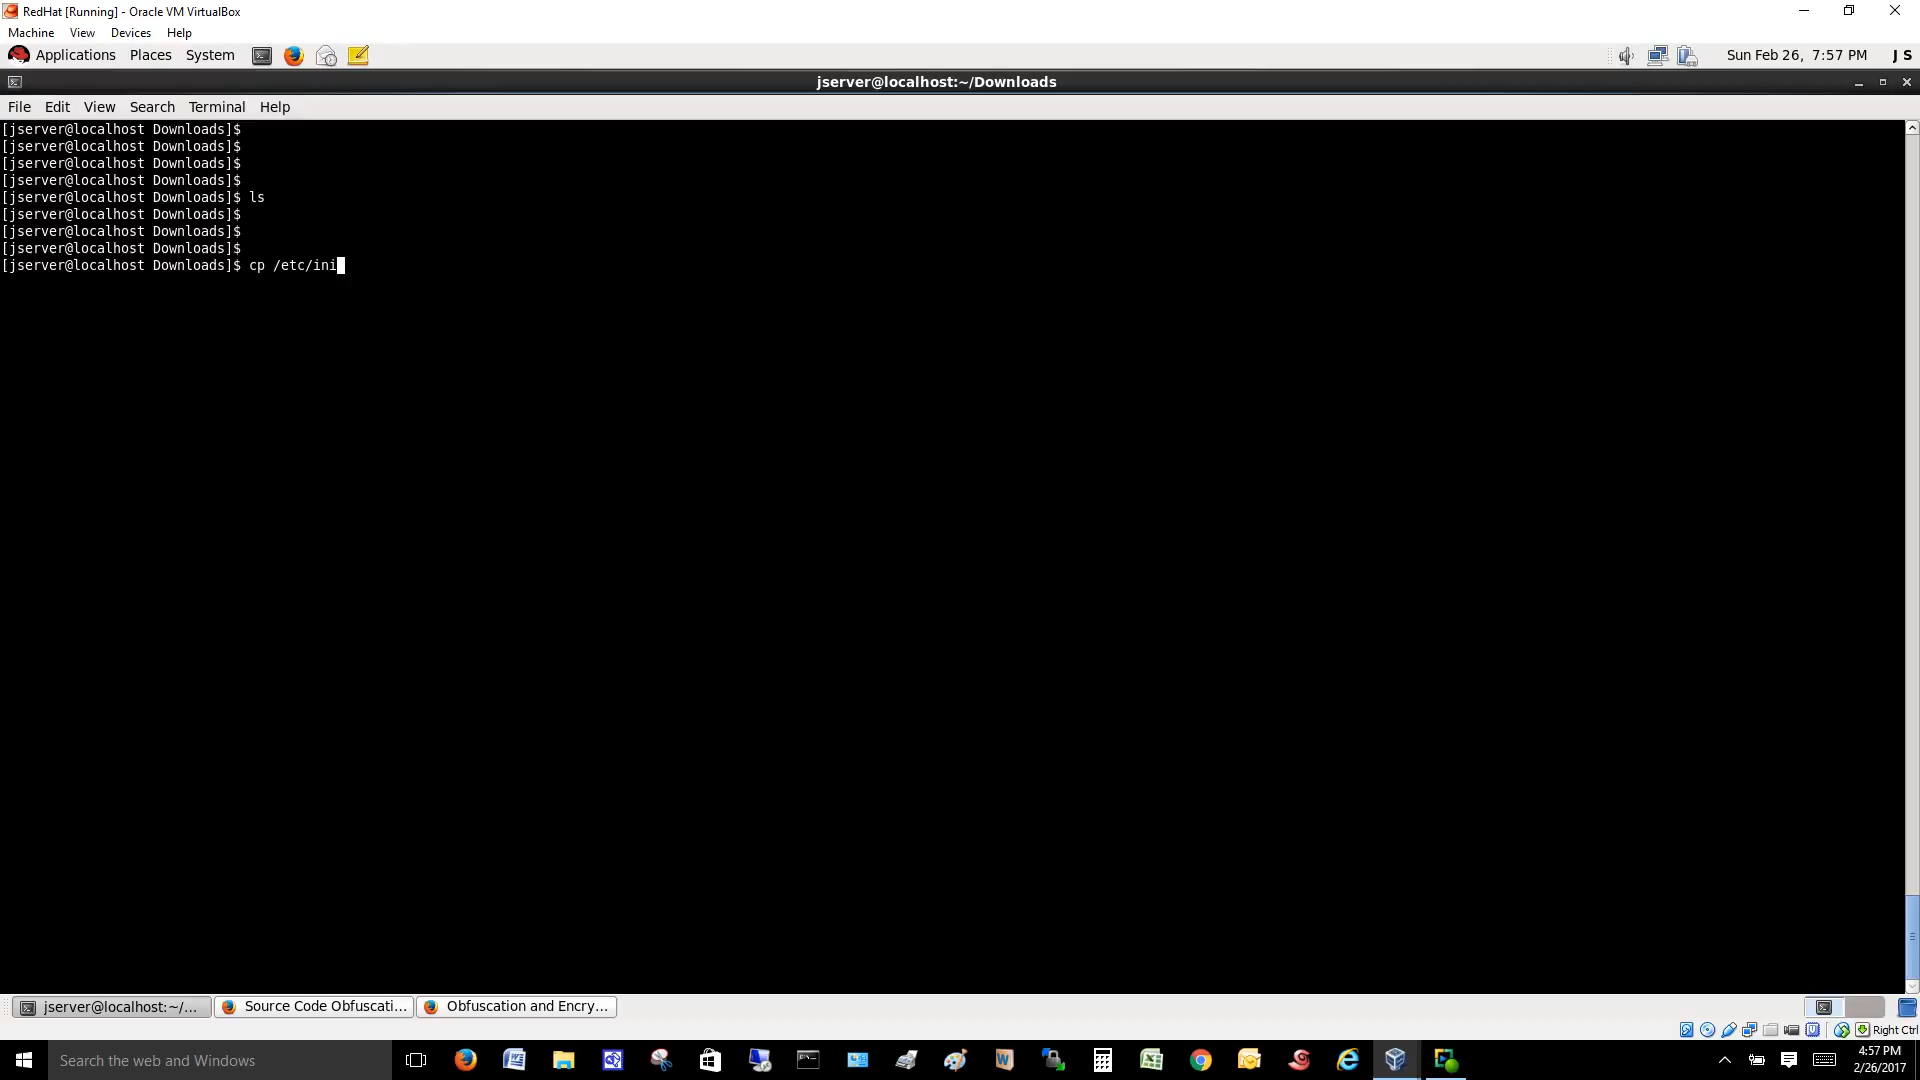 RedHat [Running] - Oracle VM VirtualBox
Machine View Devices Help
Applications Places System Sun Feb 26, 7:57 PM J S
jserver@localhost:~/Downloads
File Edit View Search Terminal Help
[jserver@localhost Downloads]$
[jserver@localhost Downloads]$
[jserver@localhost Downloads]$
[jserver@localhost Downloads]$
[jserver@localhost Downloads]$ ls
[jserver@localhost Downloads]$
[jserver@localhost Downloads]$
[jserver@localhost Downloads]$
[jserver@localhost Downloads]$ cp /etc/ini
jserver@localhost:~/... Source Code Obfuscati... Obfuscation and Encry...
Right Ctrl
Search the web and Windows
4:57 PM
2/26/2017